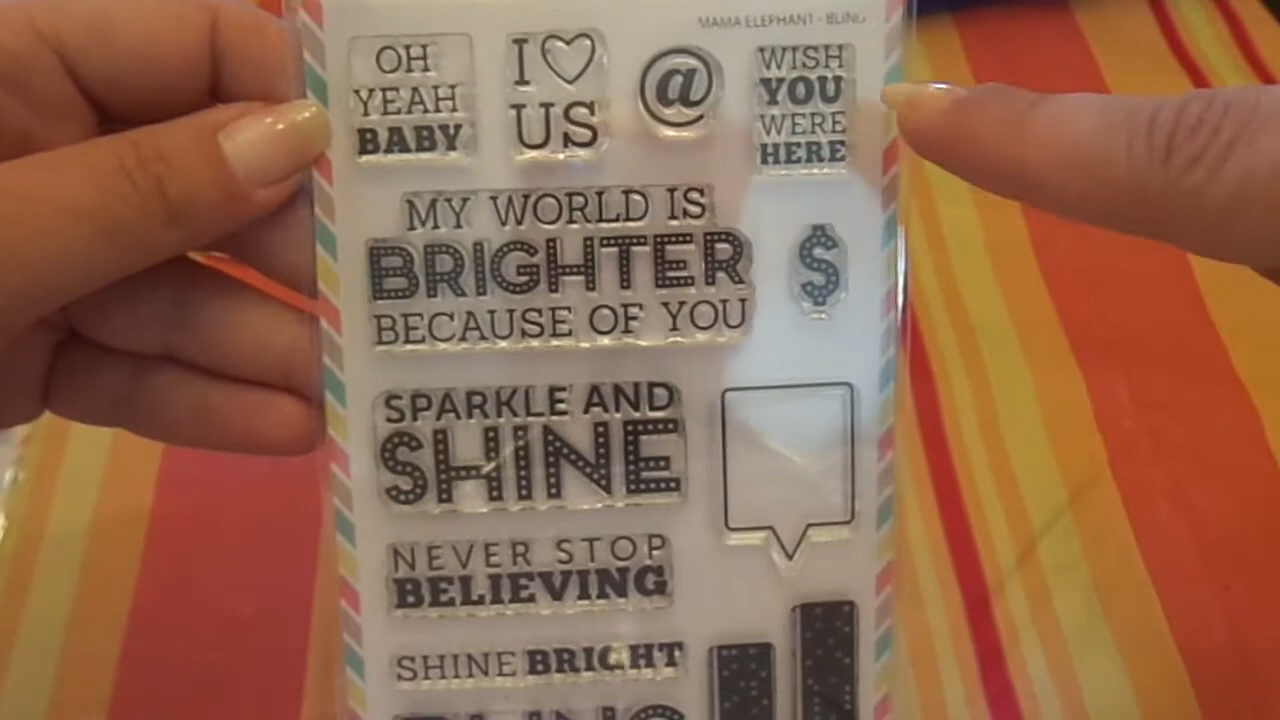 MAMA ELEPHANT - BLING
OH
YEAH
BABY
I
US
@
WISH
YOU
WERE
HERE
MY WORLD IS
BRIGHTER
BECAUSE OF YOU
$
SPARKLE AND
SHINE
NEVER STOP
BELIEVING
SHINE BRIGHT
BLING